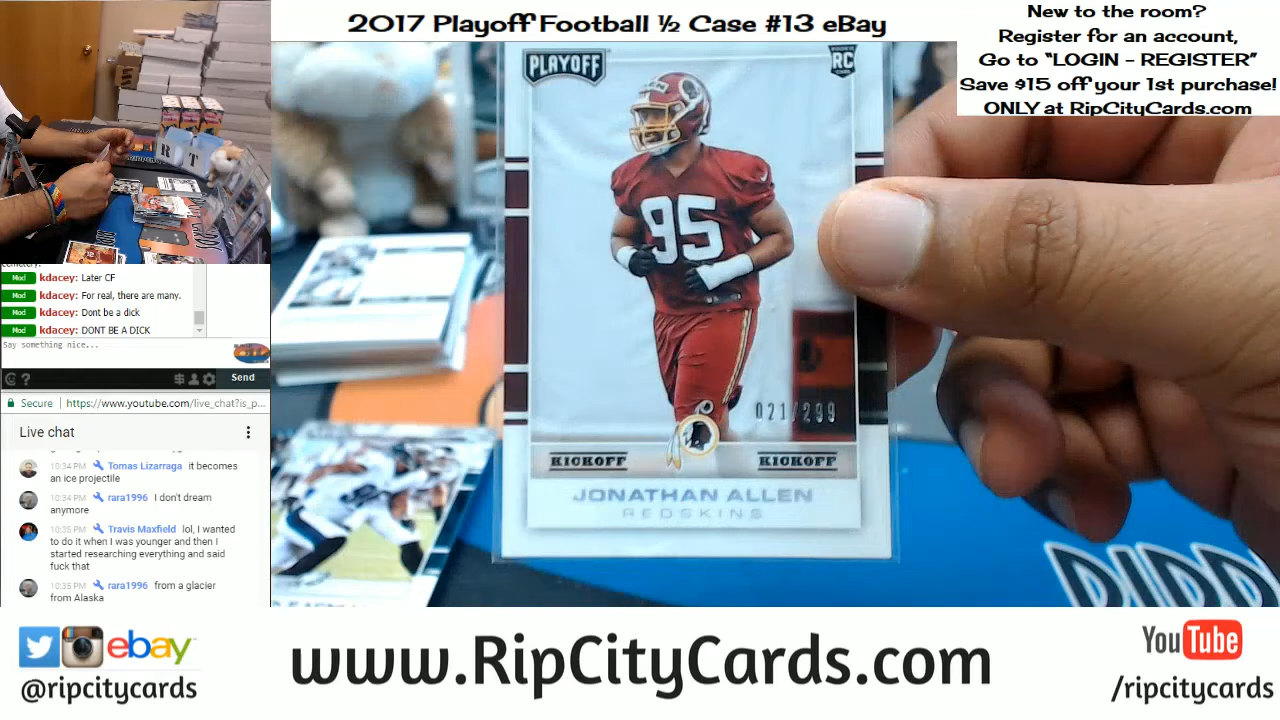 2017 Playoff Football ½ Case #13 eBay
New to the room?
Register for an account,
Go to “LOGIN - REGISTER”
Save $15 off your 1st purchase!
ONLY at RipCityCards.com
PLAYOFF
ROOKIE
RC
95
021/299
KICKOFF KICKOFF
JONATHAN ALLEN
REDSKINS
R T
Mod kdacey: Later CF
Mod kdacey: For real, there are many.
Mod kdacey: Dont be a dick
Mod kdacey: DONT BE A DICK
Say something nice...
Send
Secure https://www.youtube.com/live_chat?is_p...
Live chat
10:34 PM Tomas Lizarraga it becomes
an ice projectile
10:34 PM rara1996 I don't dream
anymore
10:35 PM Travis Maxfield lol, I wanted
to do it when I was younger and then I
started researching everything and said
fuck that
10:35 PM rara1996 from a glacier
from Alaska
ebay
@ripcitycards
www.RipCityCards.com
YouTube
/ripcitycards